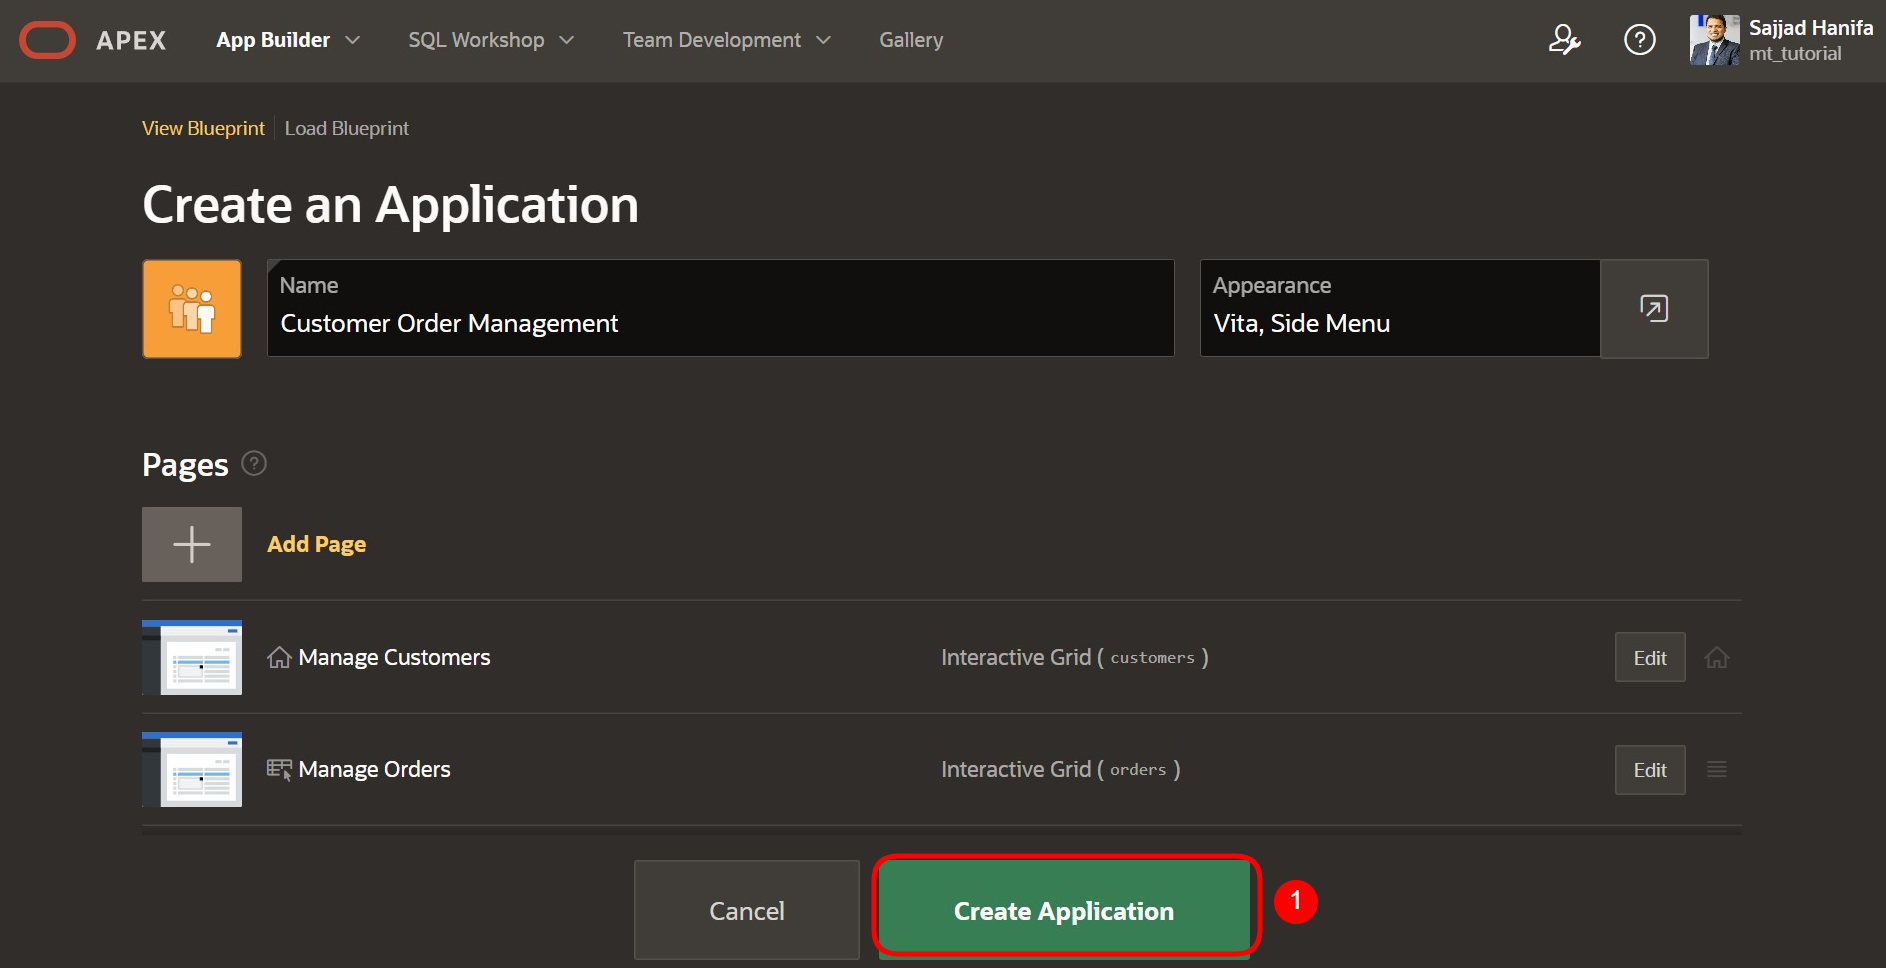 APEX App Builder SQL Workshop Team Development Gallery ? Sajjad Hanifa
mt_tutorial
View Blueprint Load Blueprint
Create an Application
Name
Customer Order Management
Appearance
Vita, Side Menu
Pages ?
Add Page
Manage Customers Interactive Grid ( customers ) Edit
Manage Orders Interactive Grid ( orders ) Edit
Cancel Create Application 1